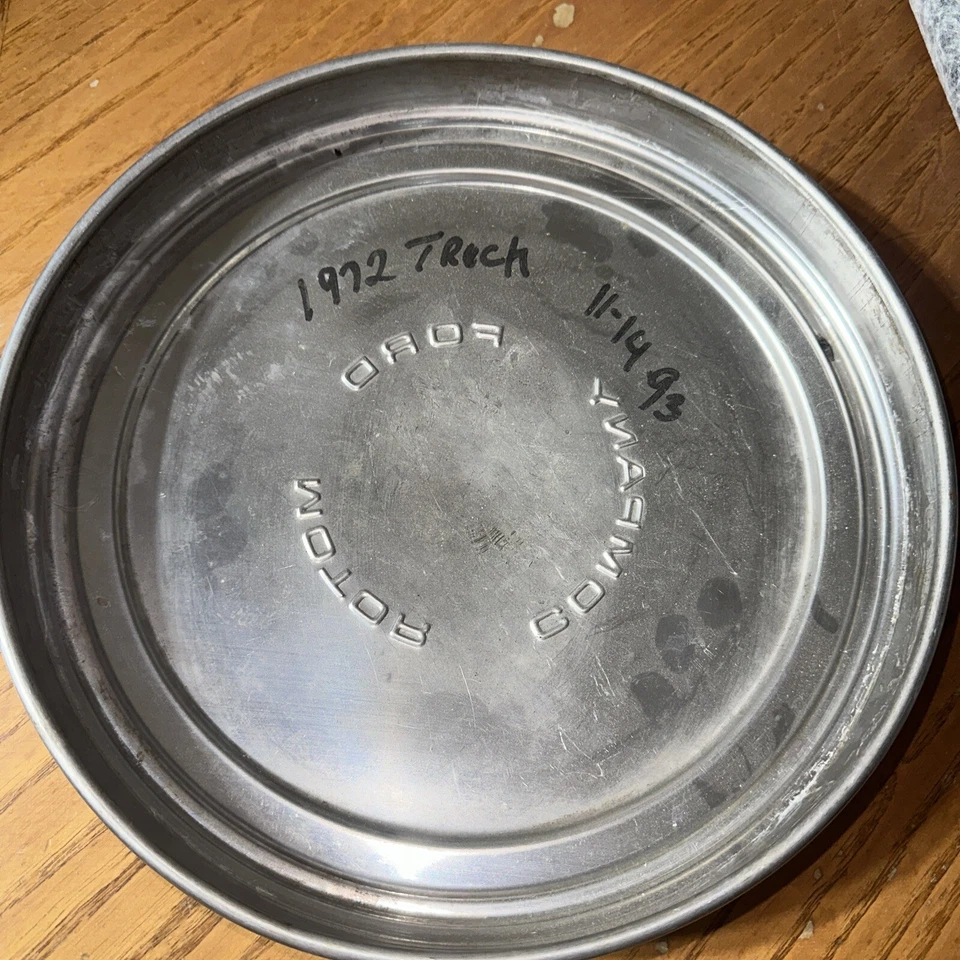 1972 TRUCK
11-14 93
FORD
MOTOR
COMPANY